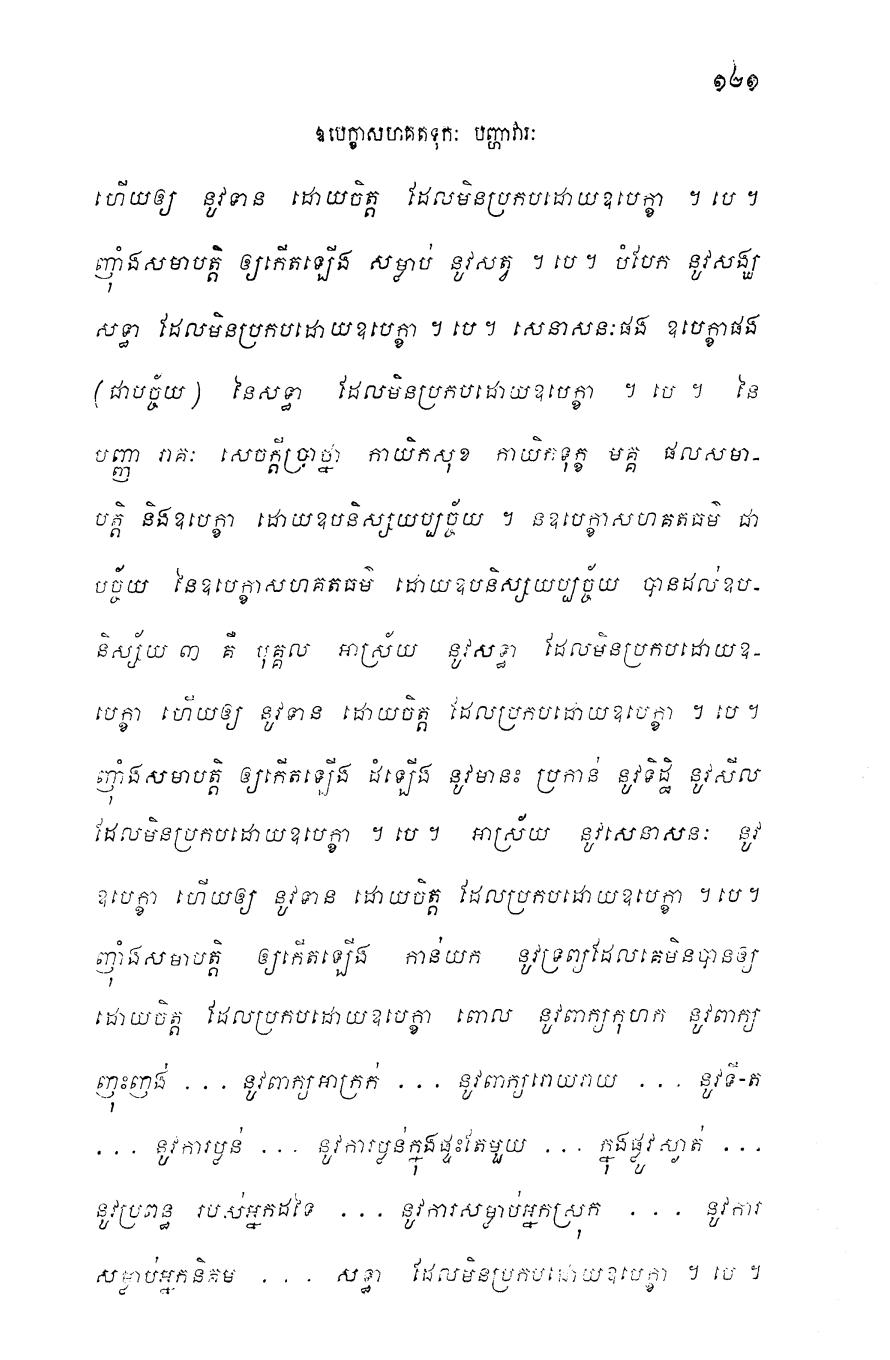 ១២១
ឧបេក្ខាសហគតទុកៈ បញ្ហាវារៈ
ហើយឲ្យ នូវទាន ដោយចិត្ត ដែលមិនប្រកបដោយឧបេក្ខា ។ បេ ។
ញុំាងសមាបត្តិ ឲ្យកើតឡើង សម្លាប់ នូវសត្វ ។ បេ ។ បំបែក នូវសង្ឃ
សទ្ធា ដែលមិនប្រកបដោយឧបេក្ខា ។ បេ ។ សេនាសនៈផង ឧបេក្ខាផង
(ជាបច្ច័យ) នៃសទ្ធា ដែលមិនប្រកបដោយឧបេក្ខា ។ បេ ។ នៃ
បញ្ញា រាគៈ សេចក្តីប្រាថ្នា កាយិកសុខ កាយិកទុក្ខ មគ្គ ផលសមា-
បត្តិ និងឧបេក្ខា ដោយឧបនិស្សយប្បច្ច័យ ។ នឧបេក្ខាសហគតធម៌ ជា
បច្ច័យ នៃឧបេក្ខាសហគតធម៌ ដោយឧបនិស្សយប្បច្ច័យ បានដល់ឧប-
និស្ស័យ ៣ គឺ បុគ្គល អាស្រ័យ នូវសទ្ធា ដែលមិនប្រកបដោយឧ-
បេក្ខា ហើយឲ្យ នូវទាន ដោយចិត្ត ដែលប្រកបដោយឧបេក្ខា ។ បេ ។
ញុំាងសមាបត្តិ ឲ្យកើតឡើង ដំឡើង នូវមានះ ប្រកាន់ នូវទិដ្ឋិ នូវសីល
ដែលមិនប្រកបដោយឧបេក្ខា ។ បេ ។ អាស្រ័យ នូវសេនាសនៈ នូវ
ឧបេក្ខា ហើយឲ្យ នូវទាន ដោយចិត្ត ដែលប្រកបដោយឧបេក្ខា ។ បេ ។
ញុំាងសមាបត្តិ ឲ្យកើតឡើង កាន់យក នូវទ្រព្យដែលគេមិនបានឲ្យ
ដោយចិត្ត ដែលប្រកបដោយឧបេក្ខា ពោល នូវពាក្យកុហក នូវពាក្យ
ញុះញង់ ... នូវពាក្យអាក្រក់ ... នូវពាក្យរោយរាយ ... នូវទី-ត
... នូវការប្លន់ ... នូវការប្លន់ក្នុងផ្ទះតែមួយ ... ក្នុងផ្លូវស្ងាត់ ...
នូវប្រពន្ធ របស់អ្នកដទៃ ... នូវការសម្លាប់អ្នកស្រុក ... នូវការ
សម្លាប់អ្នកនិគម ... សទ្ធា ដែលមិនប្រកបដោយឧបេក្ខា ។ បេ ។